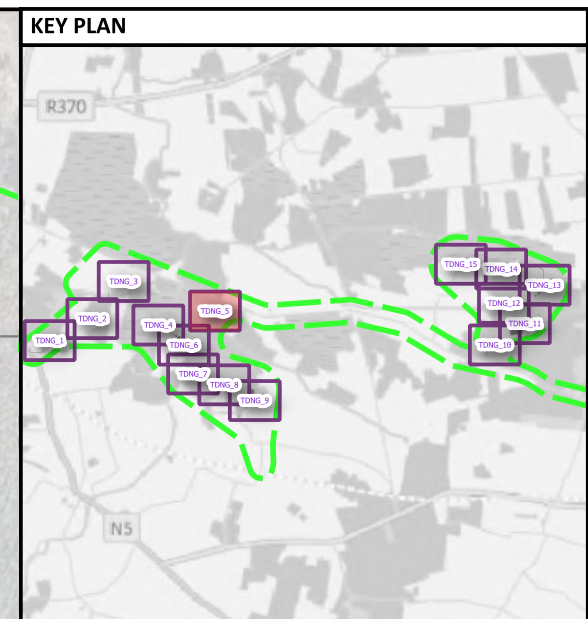 KEY PLAN
R370
TDNG_15
TDNG_14
TDNG_3
TDNG_13
TDNG_12
TDNG_5
TDNG_2
TDNG_4
TDNG_11
TDNG_1
TDNG_6
TDNG_10
TDNG_7
TDNG_8
TDNG_9
N5